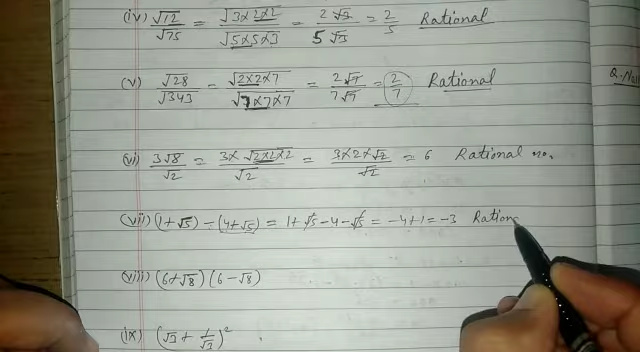 (iv) √12/√75 = √3×2×2/√5×5×3 = 2√3/5√3 = 2/5 Rational
(v) √28/√343 = √2×2×7/√7×7×7 = 2√7/7√7 = 2/7 Rational
(vi) 3√8/√2 = 3×√2×2×2/√2 = 3×2×√2/√2 = 6 Rational no.
(vii) (1+√5) - (4+√5) = 1+√5-4-√5 = -4+1 = -3 Ration
(viii) (6+√8)(6-√8)
(ix) (√3 + 1/√3)²